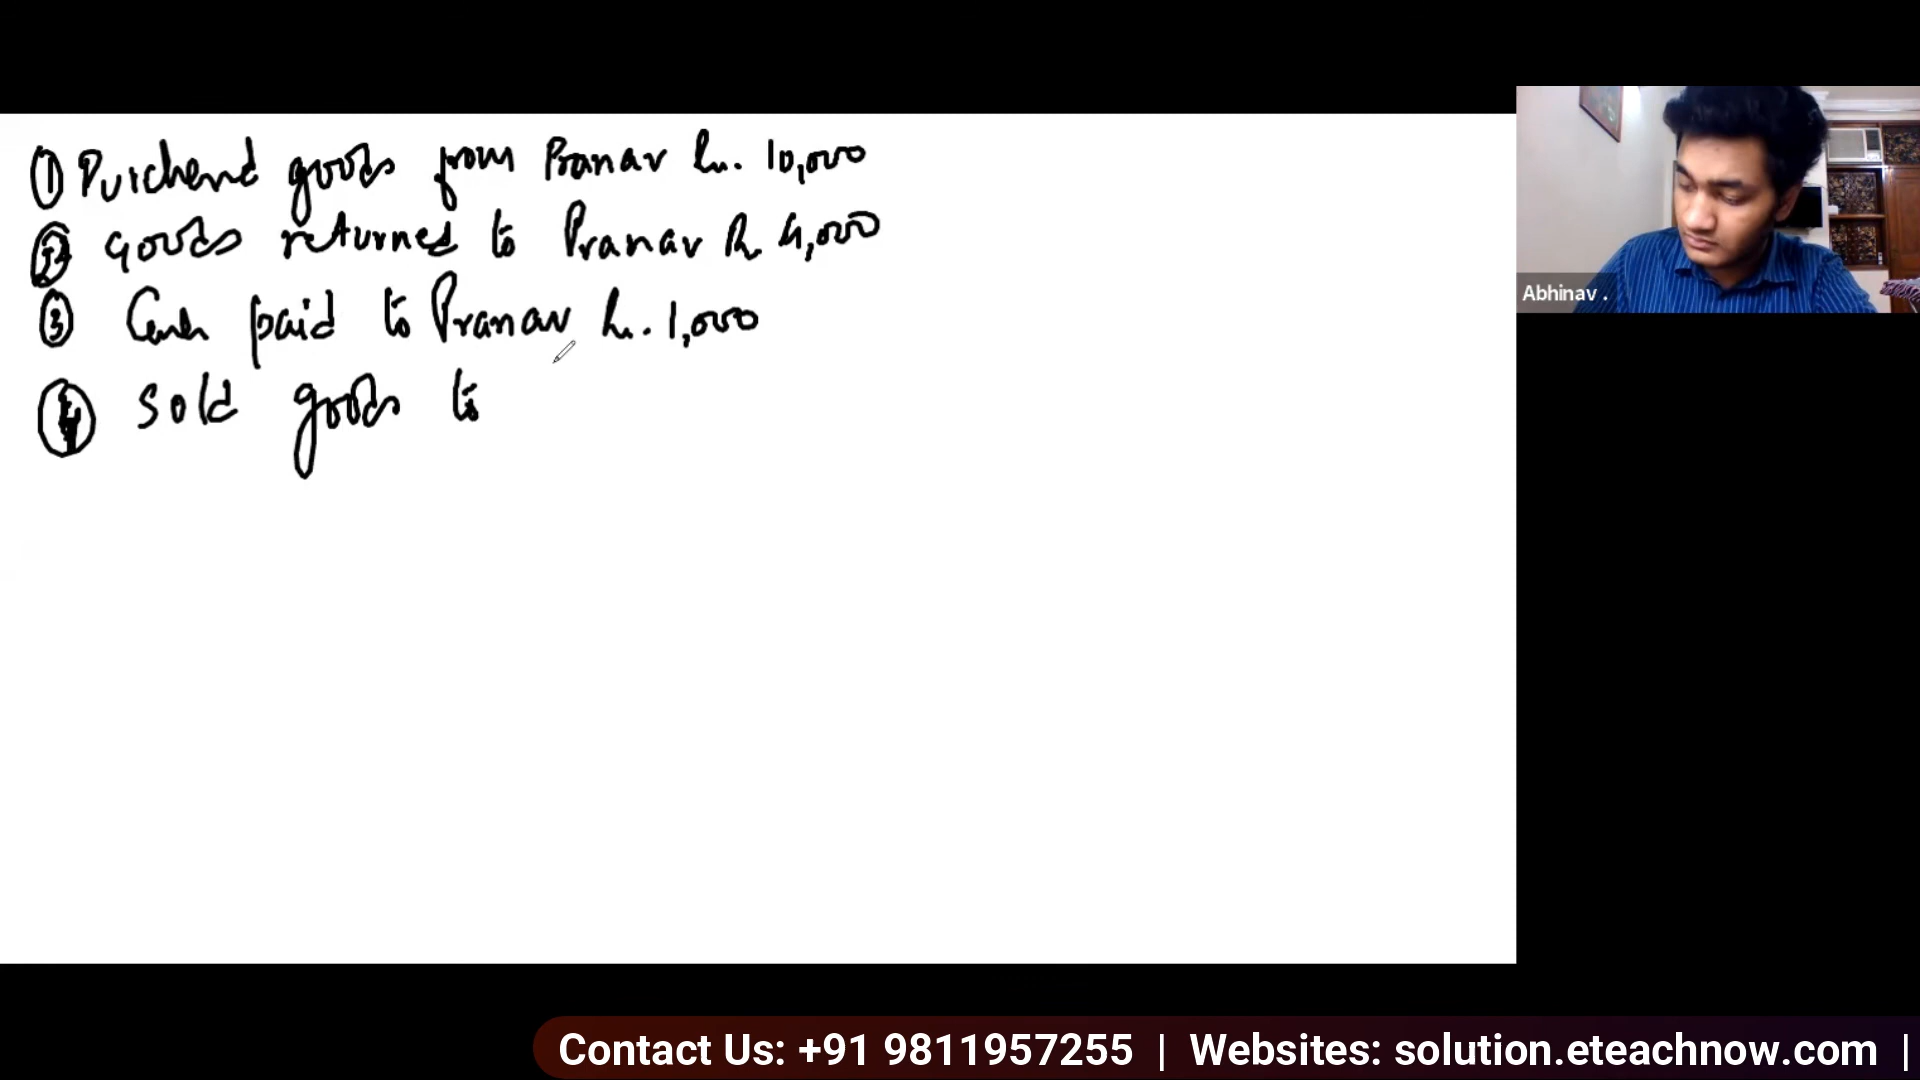 ① Purchased goods from Pranav Rs. 10,000
② Goods returned to Pranav Rs. 4,000
③ Cash paid to Pranav Rs. 1,000
④ Sold goods to
Abhinav .
Contact Us: +91 9811957255 | Websites: solution.eteachnow.com |